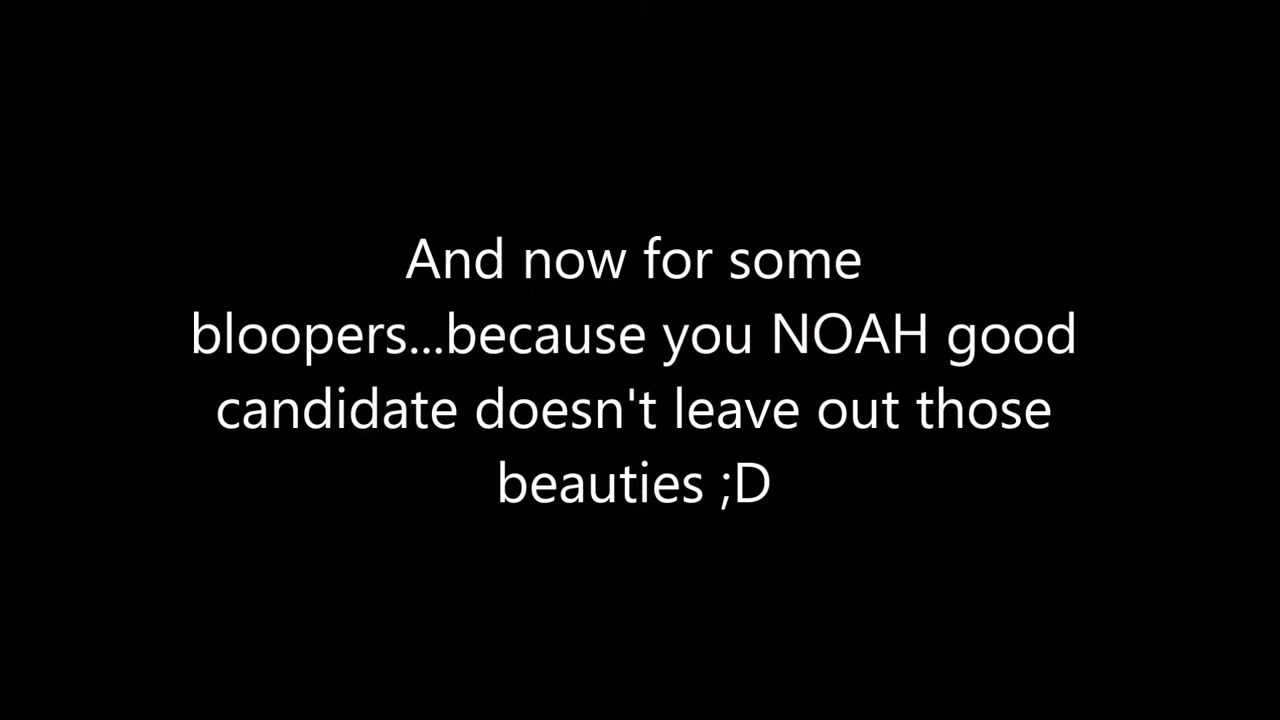 And now for some
bloopers...because you NOAH good
candidate doesn't leave out those
beauties ;D